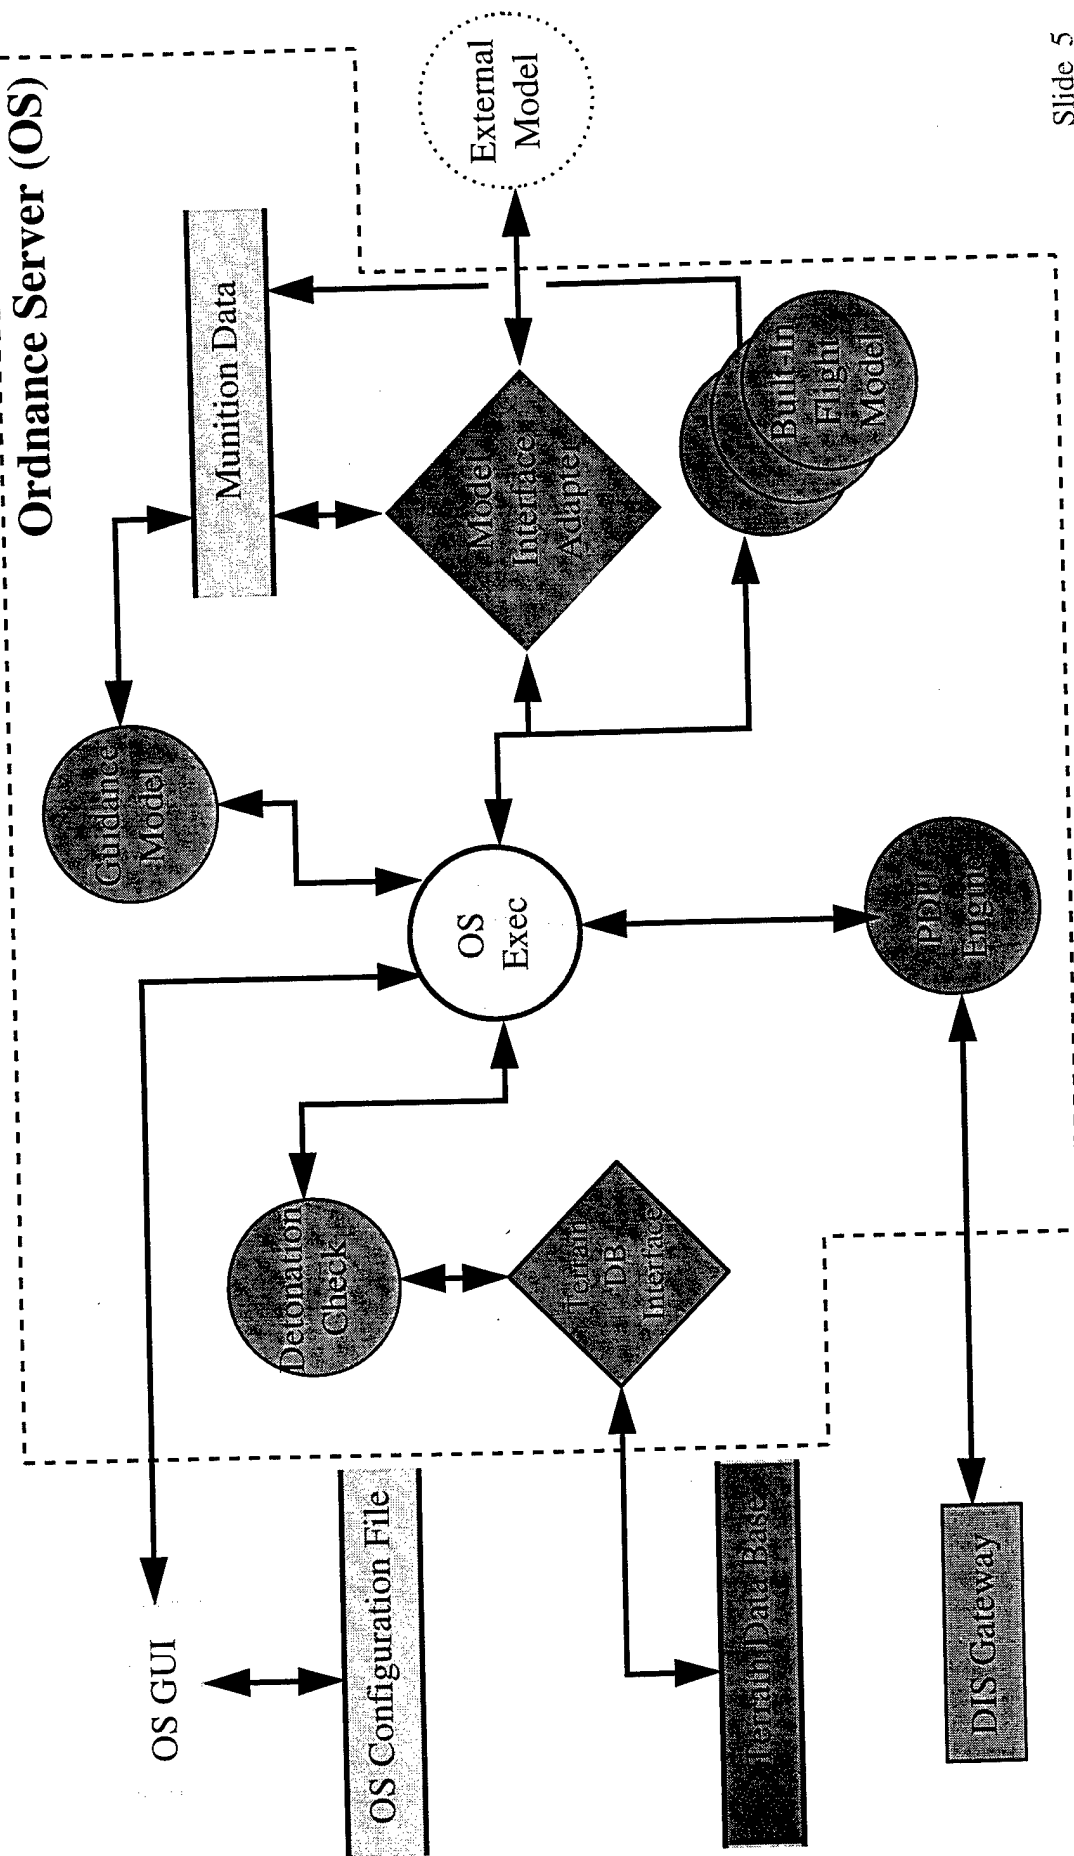 Ordnance Server (OS)
OS GUI
OS Configuration File
Terrain Data Base
DIS Gateway
Detonation
Check
Terrain
DB
Interface
Guidance
Model
OS
Exec
PDU
Engine
Munition Data
Model
Interface
Adapter
Built-In
Flight
Model
External
Model
Slide 5